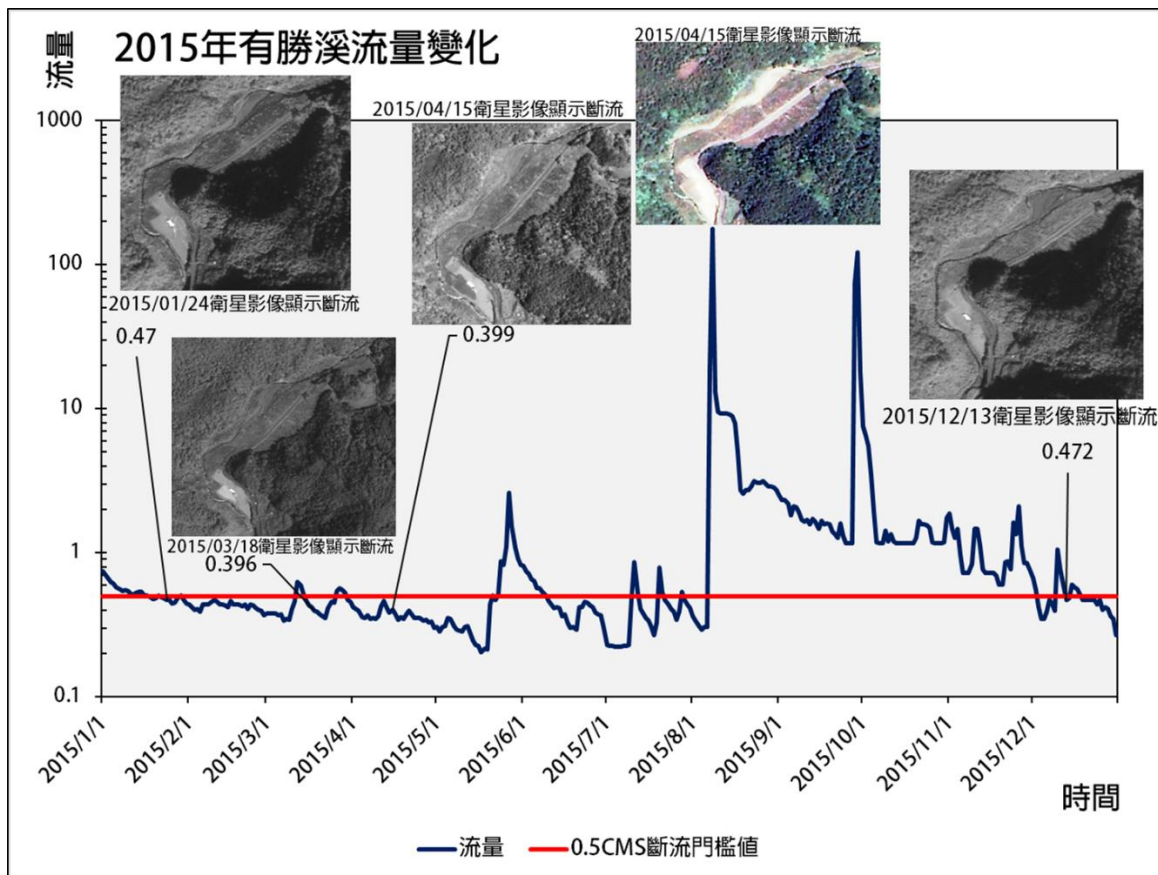 2015年有勝溪流量變化
流量
2015/04/15衛星影像顯示斷流
2015/04/15衛星影像顯示斷流
2015/01/24衛星影像顯示斷流
0.47
0.399
2015/12/13衛星影像顯示斷流
0.472
2015/03/18衛星影像顯示斷流
0.396
1000
100
10
1
0.1
2015/1/1
2015/2/1
2015/3/1
2015/4/1
2015/5/1
2015/6/1
2015/7/1
2015/8/1
2015/9/1
2015/10/1
2015/11/1
2015/12/1
時間
流量
0.5CMS斷流門檻值